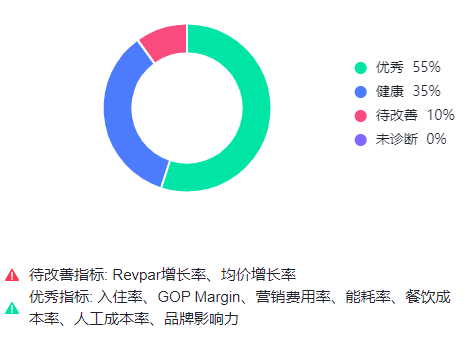 优秀 55%
健康 35%
待改善 10%
未诊断 0%
待改善指标: Revpar增长率、均价增长率
优秀指标: 入住率、GOP Margin、营销费用率、能耗率、餐饮成
本率、人工成本率、品牌影响力